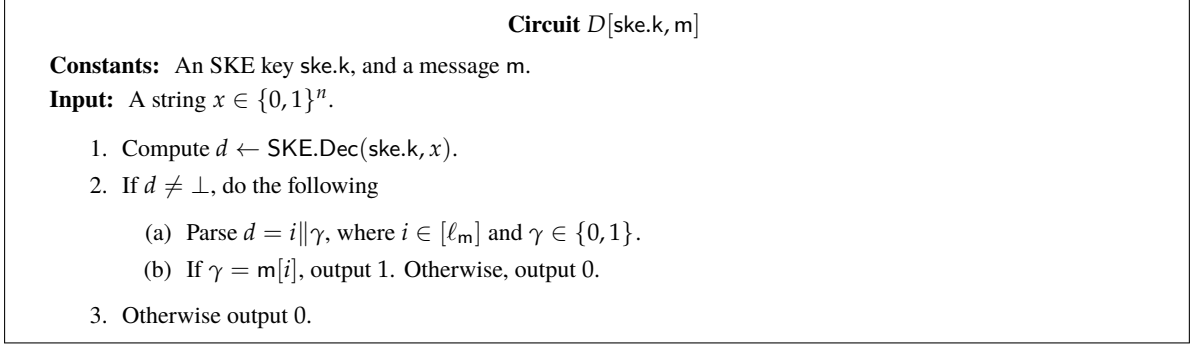 Circuit D[ske.k, m]
Constants: An SKE key ske.k, and a message m.
Input: A string x ∈ {0, 1}ⁿ.
1. Compute d ← SKE.Dec(ske.k, x).
2. If d ≠ ⊥, do the following
(a) Parse d = i∥γ, where i ∈ [ℓₘ] and γ ∈ {0, 1}.
(b) If γ = m[i], output 1. Otherwise, output 0.
3. Otherwise output 0.